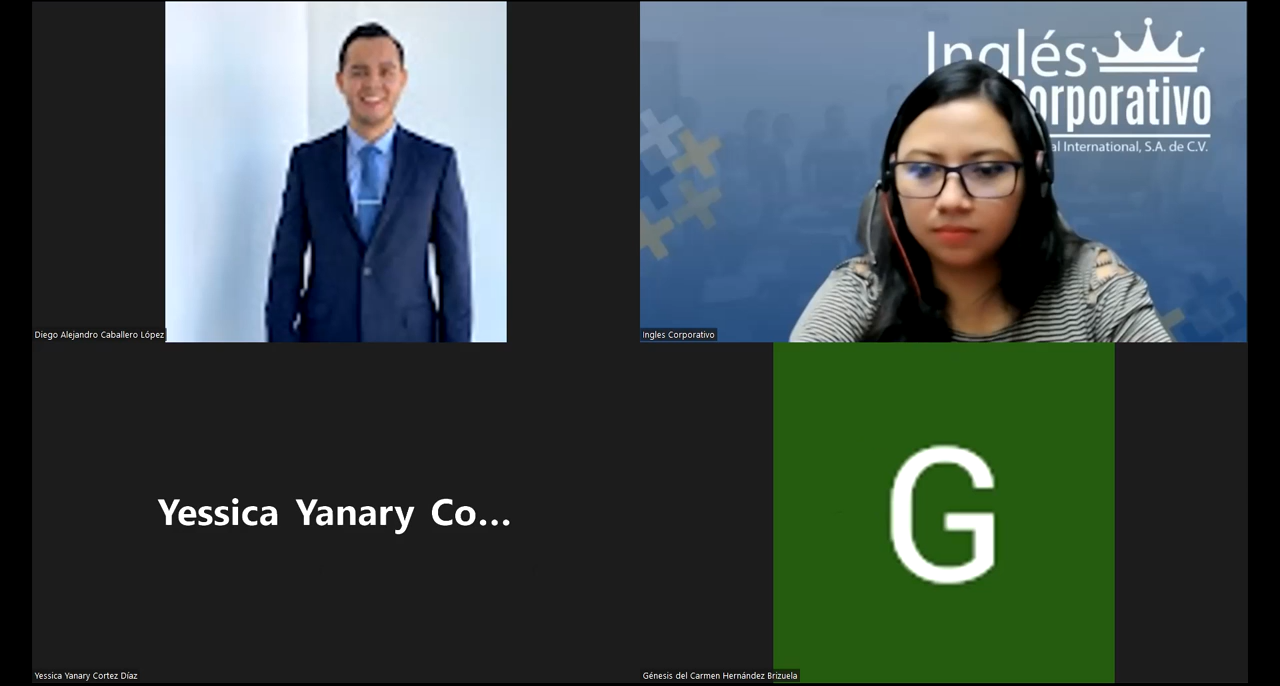 Inglés
Corporativo
al International, S.A. de C.V.
Diego Alejandro Caballero López
Ingles Corporativo
Yessica Yanary Co...
G
Yessica Yanary Cortez Díaz
Génesis del Carmen Hernández Brizuela